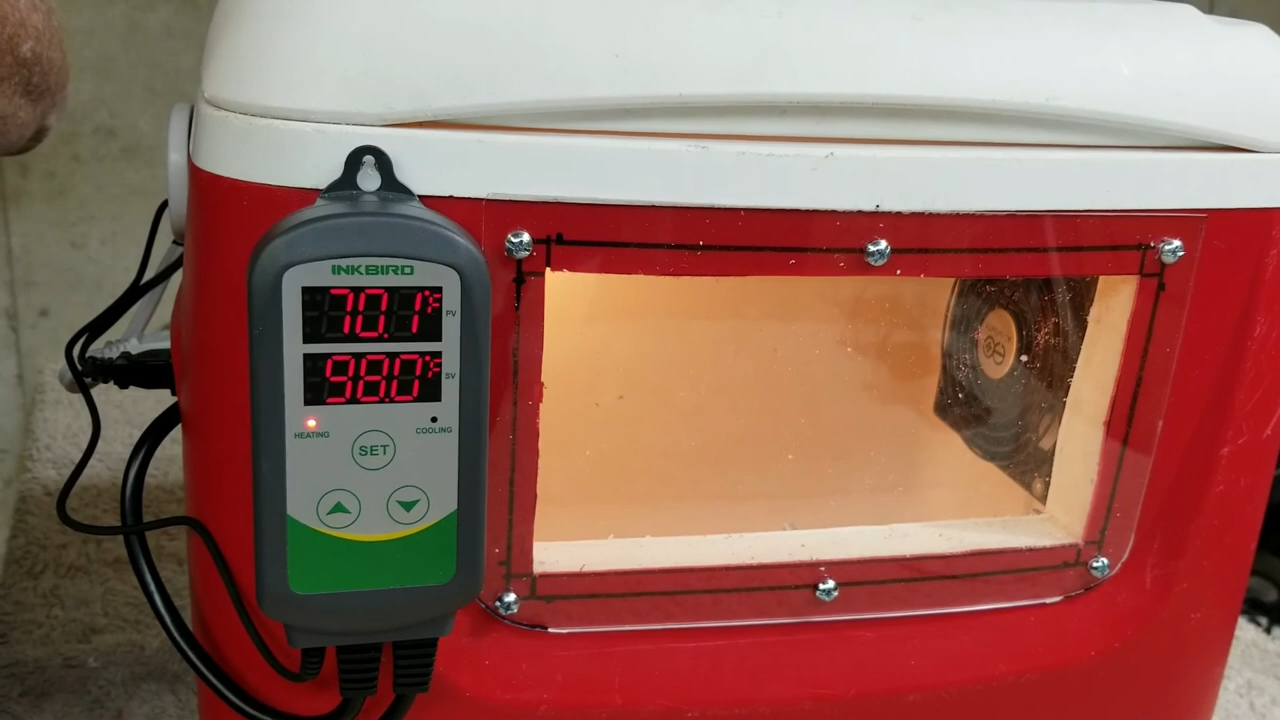 INKBIRD
70.1°F PV
98.0°F SV
HEATING
COOLING
SET